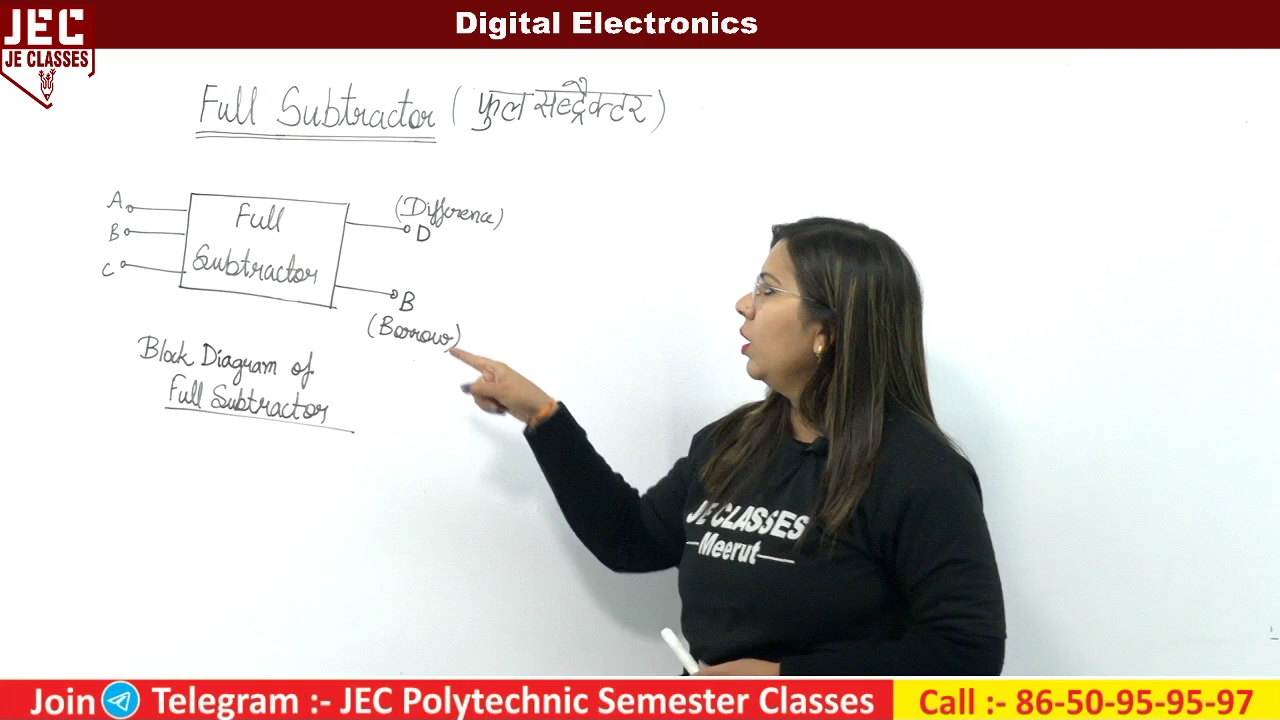 Digital Electronics
JEC
JE CLASSES
Full Subtractor (फुल सब्ट्रैक्टर)
A
B
C
Full
Subtractor
(Difference)
D
B
(Borrow)
Block Diagram of
Full Subtractor
JE CLASSES
Meerut
Join Telegram :- JEC Polytechnic Semester Classes
Call :- 86-50-95-95-97